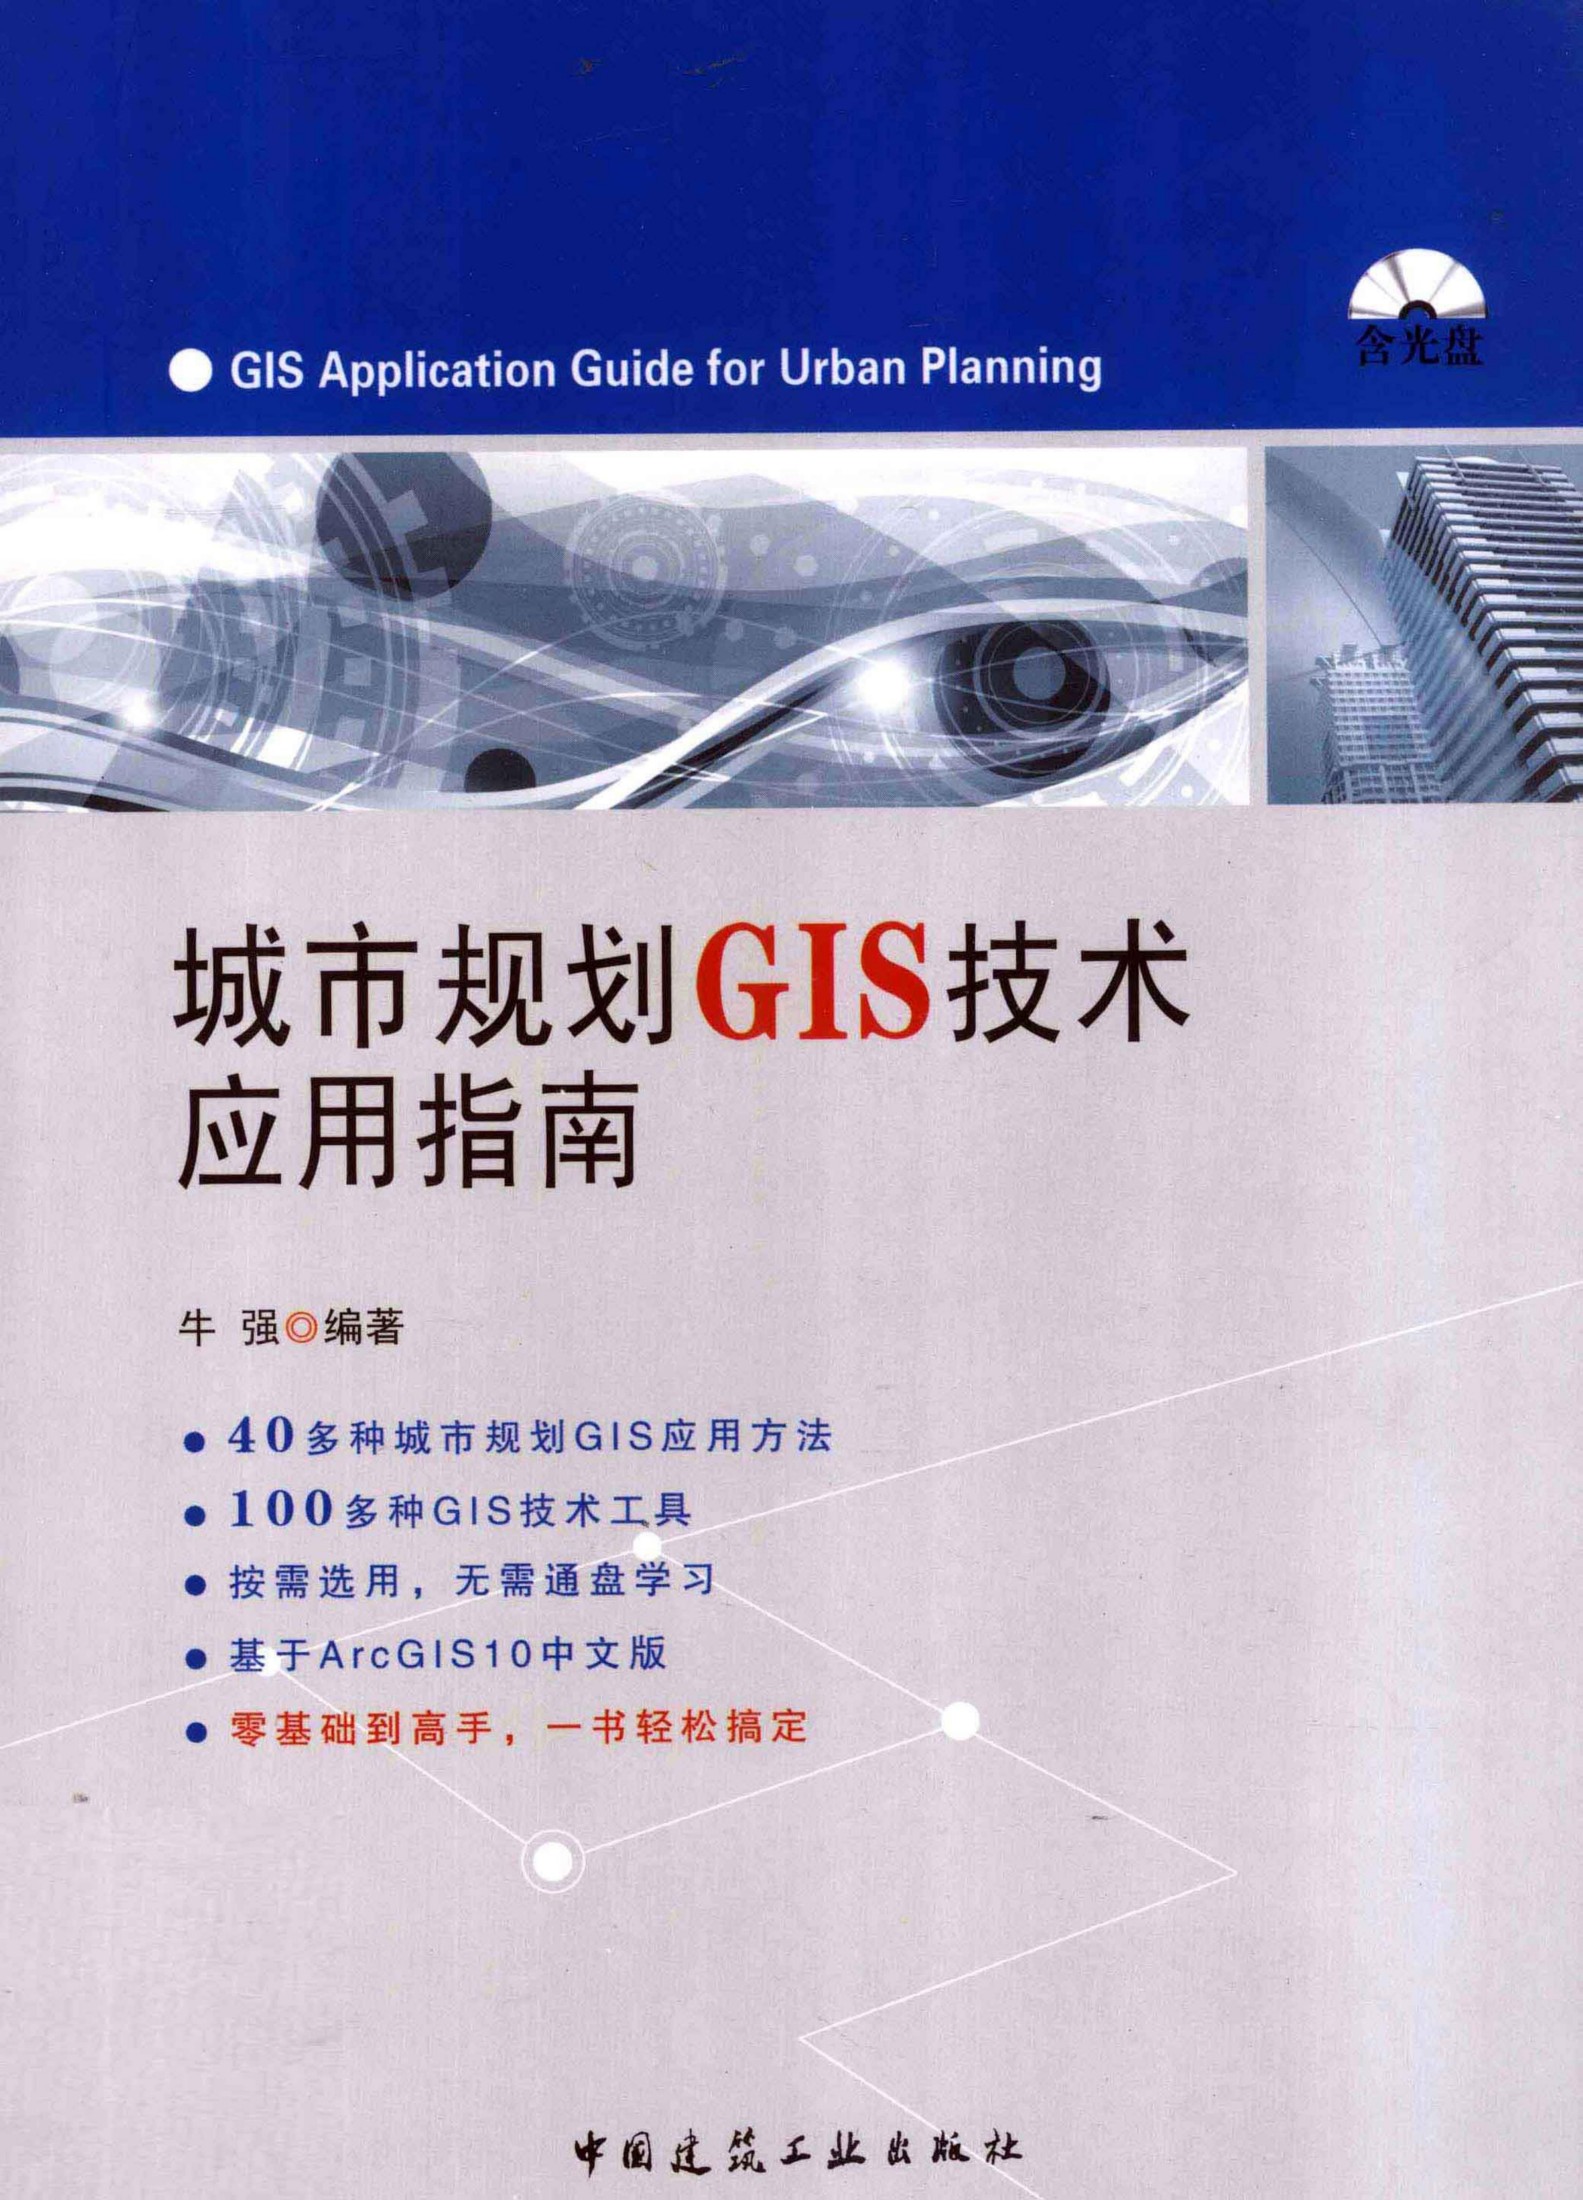 GIS Application Guide for Urban Planning
含光盘
城市规划GIS技术
应用指南
牛 强◎编著
40多种城市规划GIS应用方法
100多种GIS技术工具
按需选用，无需通盘学习
基于ArcGIS10中文版
零基础到高手，一书轻松搞定
中国建筑工业出版社